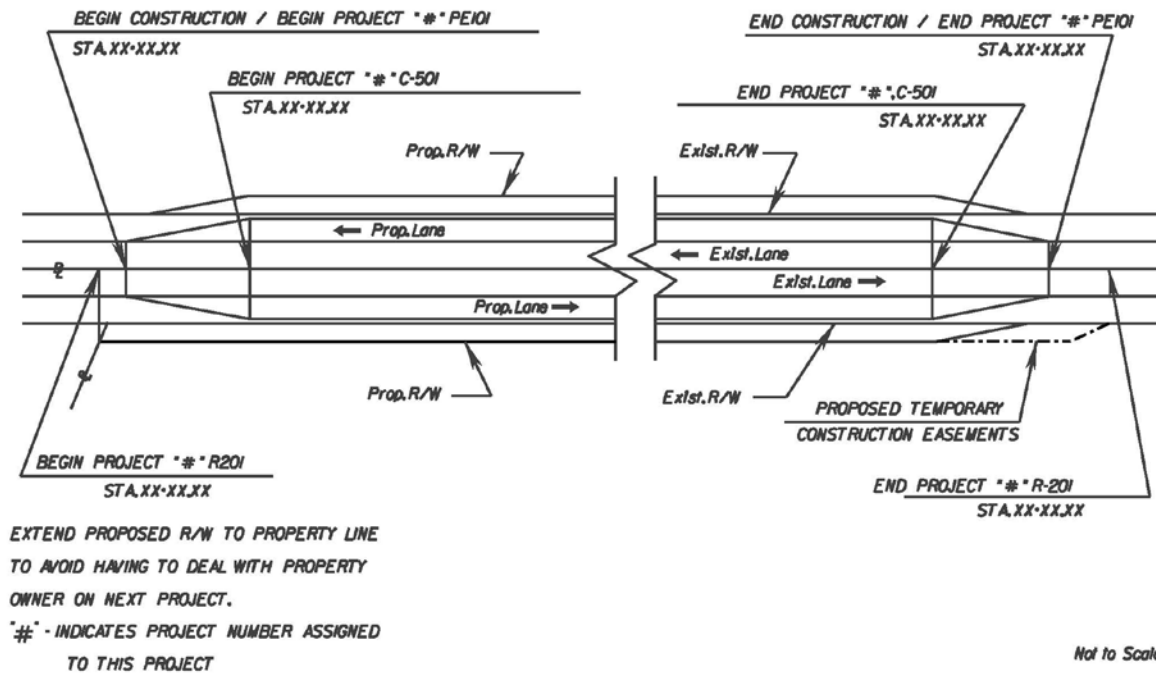 BEGIN CONSTRUCTION / BEGIN PROJECT "#" PE101
STA.XX+XX.XX
END CONSTRUCTION / END PROJECT "#" PE101
STA.XX+XX.XX
BEGIN PROJECT "#" C-501
STA.XX+XX.XX
END PROJECT "#",C-501
STA.XX+XX.XX
Prop.R/W
Exist.R/W
Prop.Lane
Exist.Lane
Exist.Lane
Prop.Lane
Prop.R/W
Exist.R/W
PROPOSED TEMPORARY
CONSTRUCTION EASEMENTS
BEGIN PROJECT "#" R201
STA.XX+XX.XX
END PROJECT "#" R-201
STA.XX+XX.XX
EXTEND PROPOSED R/W TO PROPERTY LINE
TO AVOID HAVING TO DEAL WITH PROPERTY
OWNER ON NEXT PROJECT.
"#" - INDICATES PROJECT NUMBER ASSIGNED
TO THIS PROJECT
Not to Scale